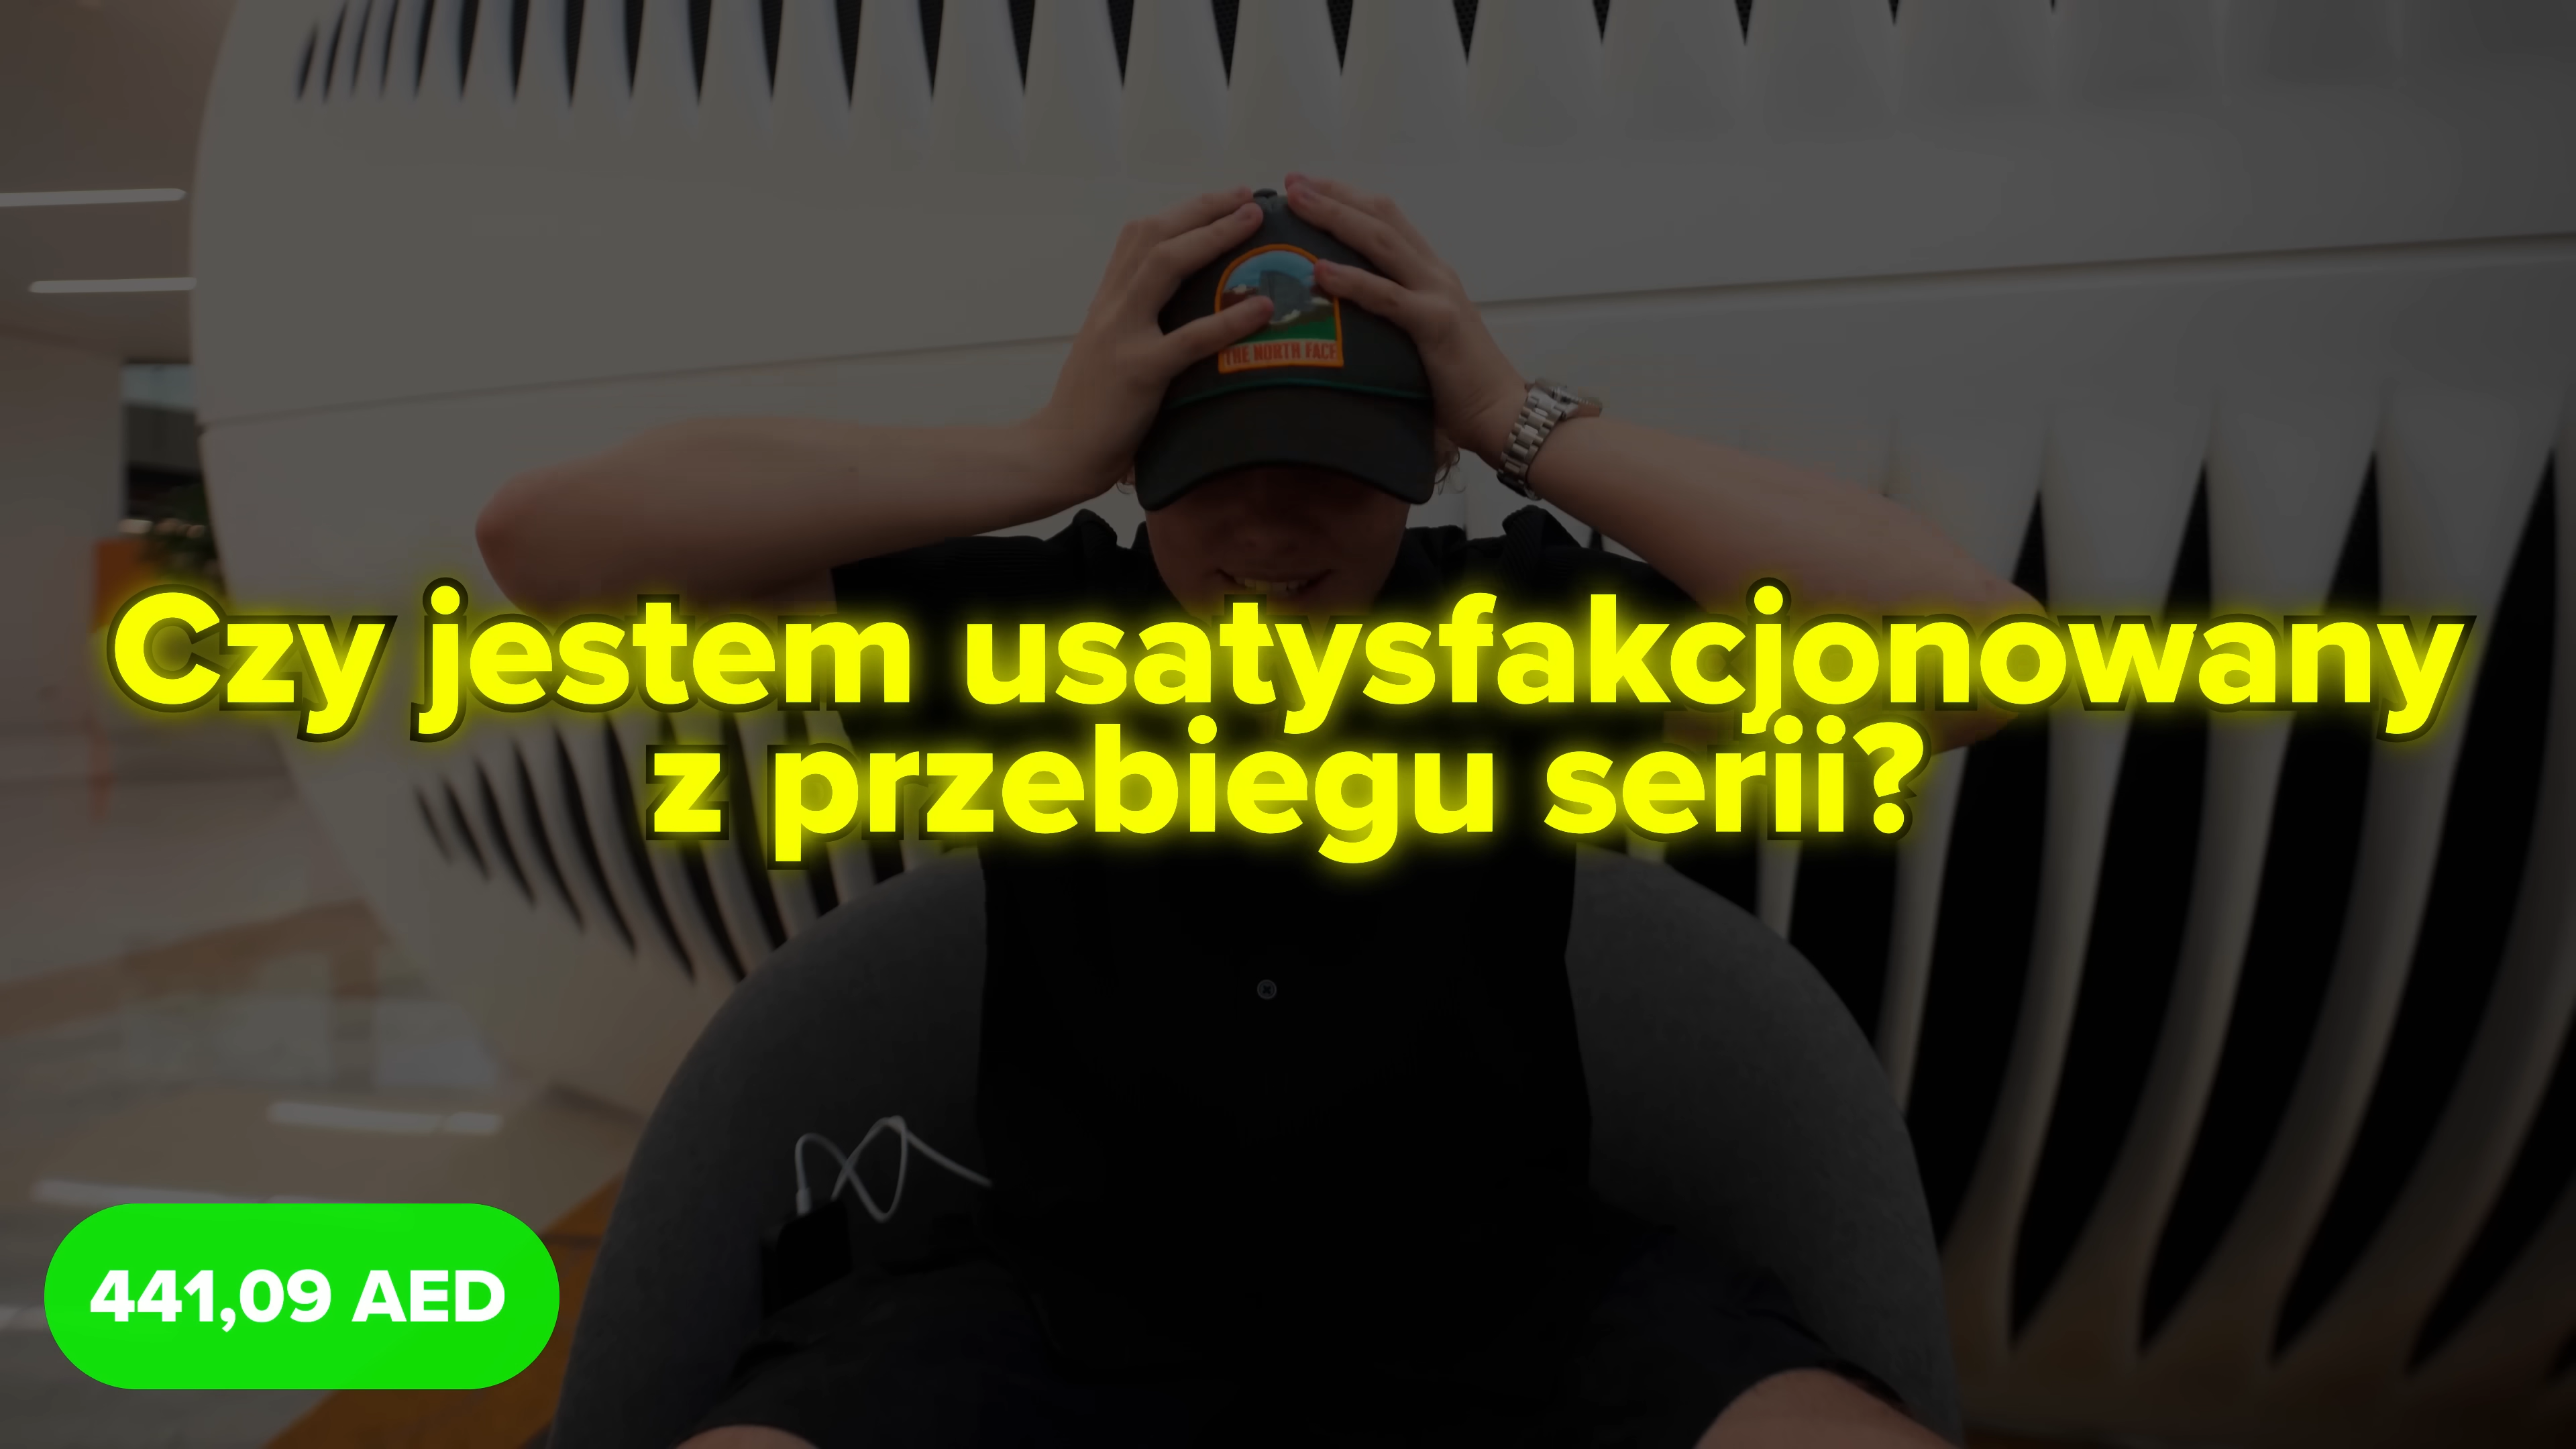 THE NORTH FACE
Czy jestem usatysfakcjonowany
z przebiegu serii?
441,09 AED